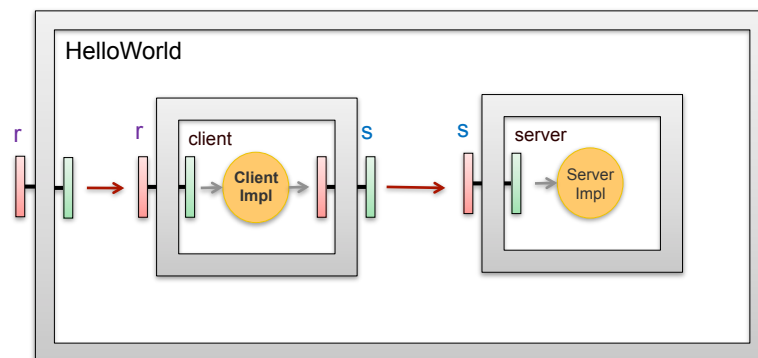 HelloWorld
r
r
client
s
s
server
Client
Impl
Server
Impl